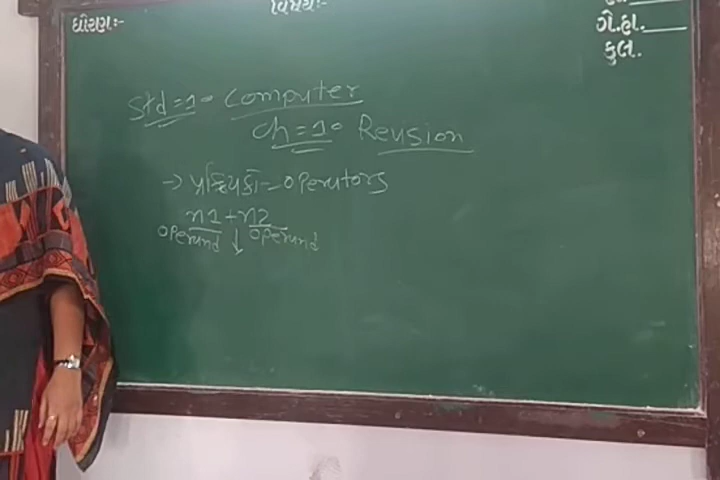 ધોરણઃ-
વિષયઃ-
ગે.હા.
કુલ.
Std = 10 Computer
Ch = 10 Revision
→ પ્રક્રિયકો - operators
n1 + n2
operand ↓ operand